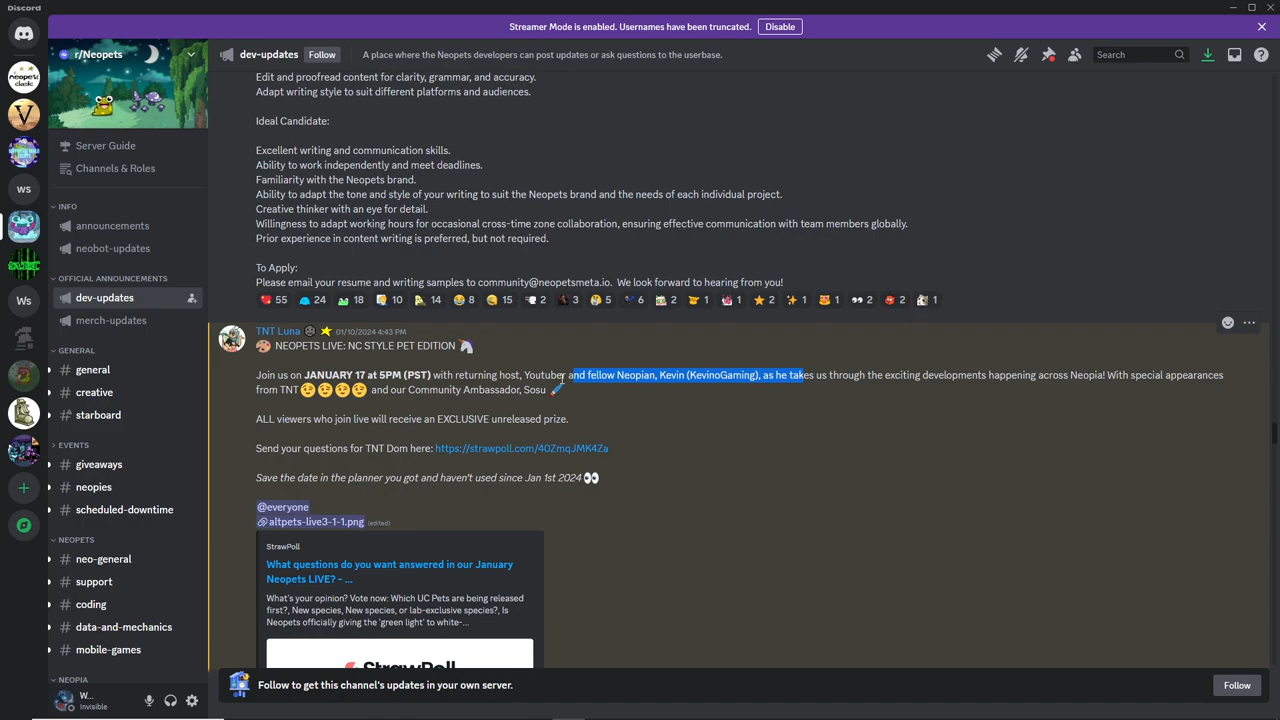 Discord
Streamer Mode is enabled. Usernames have been truncated. Disable
r/Neopets
dev-updates Follow A place where the Neopets developers can post updates or ask questions to the userbase. Search
Server Guide
Channels & Roles
INFO
announcements
neobot-updates
OFFICIAL ANNOUNCEMENTS
dev-updates
merch-updates
GENERAL
general
creative
starboard
EVENTS
giveaways
neopies
scheduled-downtime
NEOPETS
neo-general
support
coding
data-and-mechanics
mobile-games
NEOPIA
W...
Invisible
neopets classic
V
WS
Ws
Edit and proofread content for clarity, grammar, and accuracy.
Adapt writing style to suit different platforms and audiences.
Ideal Candidate:
Excellent writing and communication skills.
Ability to work independently and meet deadlines.
Familiarity with the Neopets brand.
Ability to adapt the tone and style of your writing to suit the Neopets brand and the needs of each individual project.
Creative thinker with an eye for detail.
Willingness to adapt working hours for occasional cross-time zone collaboration, ensuring effective communication with team members globally.
Prior experience in content writing is preferred, but not required.
To Apply:
Please email your resume and writing samples to community@neopetsmeta.io. We look forward to hearing from you!
55 24 18 10 14 8 15 2 3 5 6 2 1 1 2 1 1 2 2 1
TNT Luna 01/10/2024 4:43 PM
NEOPETS LIVE: NC STYLE PET EDITION
Join us on JANUARY 17 at 5PM (PST) with returning host, Youtuber and fellow Neopian, Kevin (KevinoGaming), as he takes us through the exciting developments happening across Neopia! With special appearances
from TNT and our Community Ambassador, Sosu
ALL viewers who join live will receive an EXCLUSIVE unreleased prize.
Send your questions for TNT Dom here: https://strawpoll.com/40ZmqJMK4Za
Save the date in the planner you got and haven't used since Jan 1st 2024
@everyone
altpets-live3-1-1.png (edited)
StrawPoll
What questions do you want answered in our January
Neopets LIVE? - ...
What's your opinion? Vote now: Which UC Pets are being released
first?, New species, New species, or lab-exclusive species?, Is
Neopets officially giving the 'green light' to white-...
StrawPoll
Follow to get this channel's updates in your own server. Follow